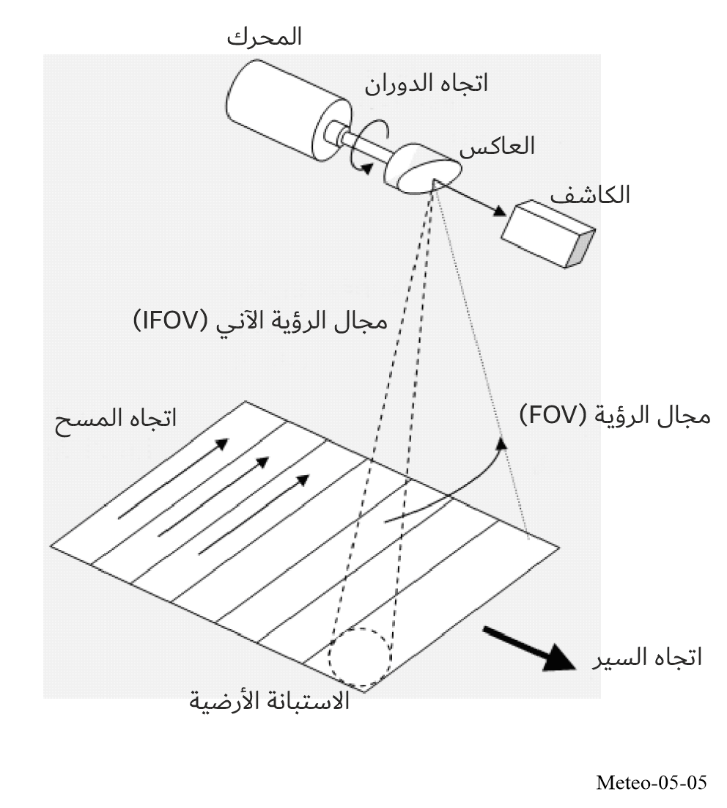 المحرك
اتجاه الدوران
العاكس
الكاشف
مجال الرؤية الآني (IFOV)
مجال الرؤية (FOV)
اتجاه المسح
اتجاه السير
الاستبانة الأرضية
Meteo-05-05